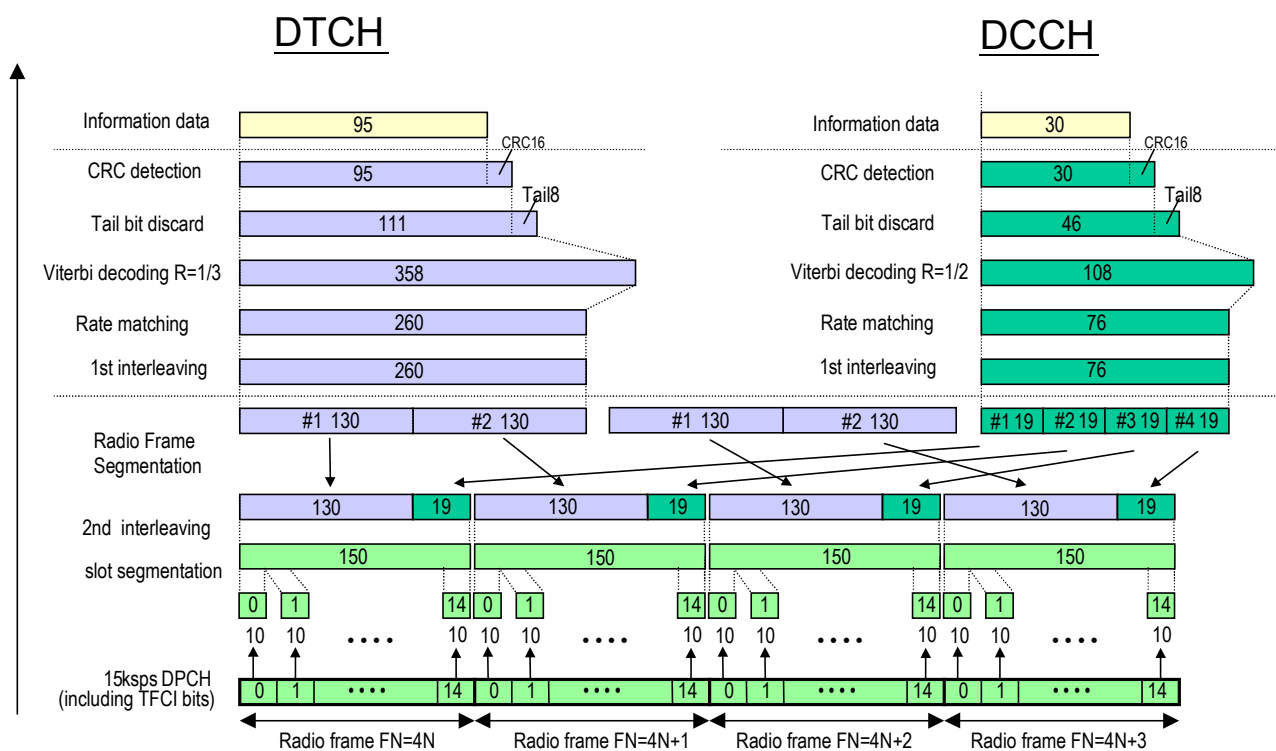 DTCH DCCH
Information data 95 Information data 30
CRC16 CRC16
CRC detection 95 CRC detection 30
Tail8 Tail8
Tail bit discard 111 Tail bit discard 46
Viterbi decoding R=1/3 358 Viterbi decoding R=1/2 108
Rate matching 260 Rate matching 76
1st interleaving 260 1st interleaving 76
#1 130 #2 130 #1 130 #2 130 #1 19 #2 19 #3 19 #4 19
Radio Frame
Segmentation
130 19 130 19 130 19 130 19
2nd interleaving
150 150 150 150
slot segmentation
0 1 14 0 1 14 0 1 14 0 1 14
10 10 •••• 10 10 10 •••• 10 10 10 •••• 10 10 10 •••• 10
15ksps DPCH
(including TFCI bits)
0 1 •••• 14 0 1 •••• 14 0 1 •••• 14 0 1 •••• 14
Radio frame FN=4N Radio frame FN=4N+1 Radio frame FN=4N+2 Radio frame FN=4N+3